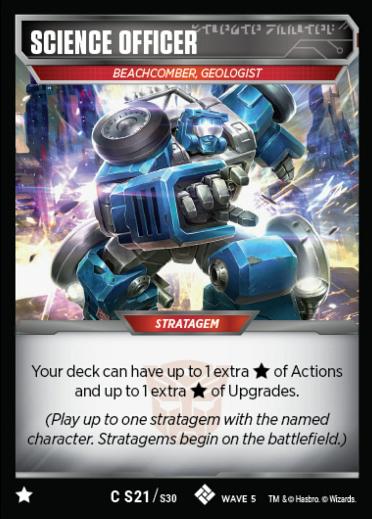 SCIENCE OFFICER
BEACHCOMBER, GEOLOGIST
STRATAGEM
Your deck can have up to 1 extra ★ of Actions
and up to 1 extra ★ of Upgrades.
(Play up to one stratagem with the named
character. Stratagems begin on the battlefield.)
★ C S21/S30 WAVE 5 TM & © Hasbro. © Wizards.